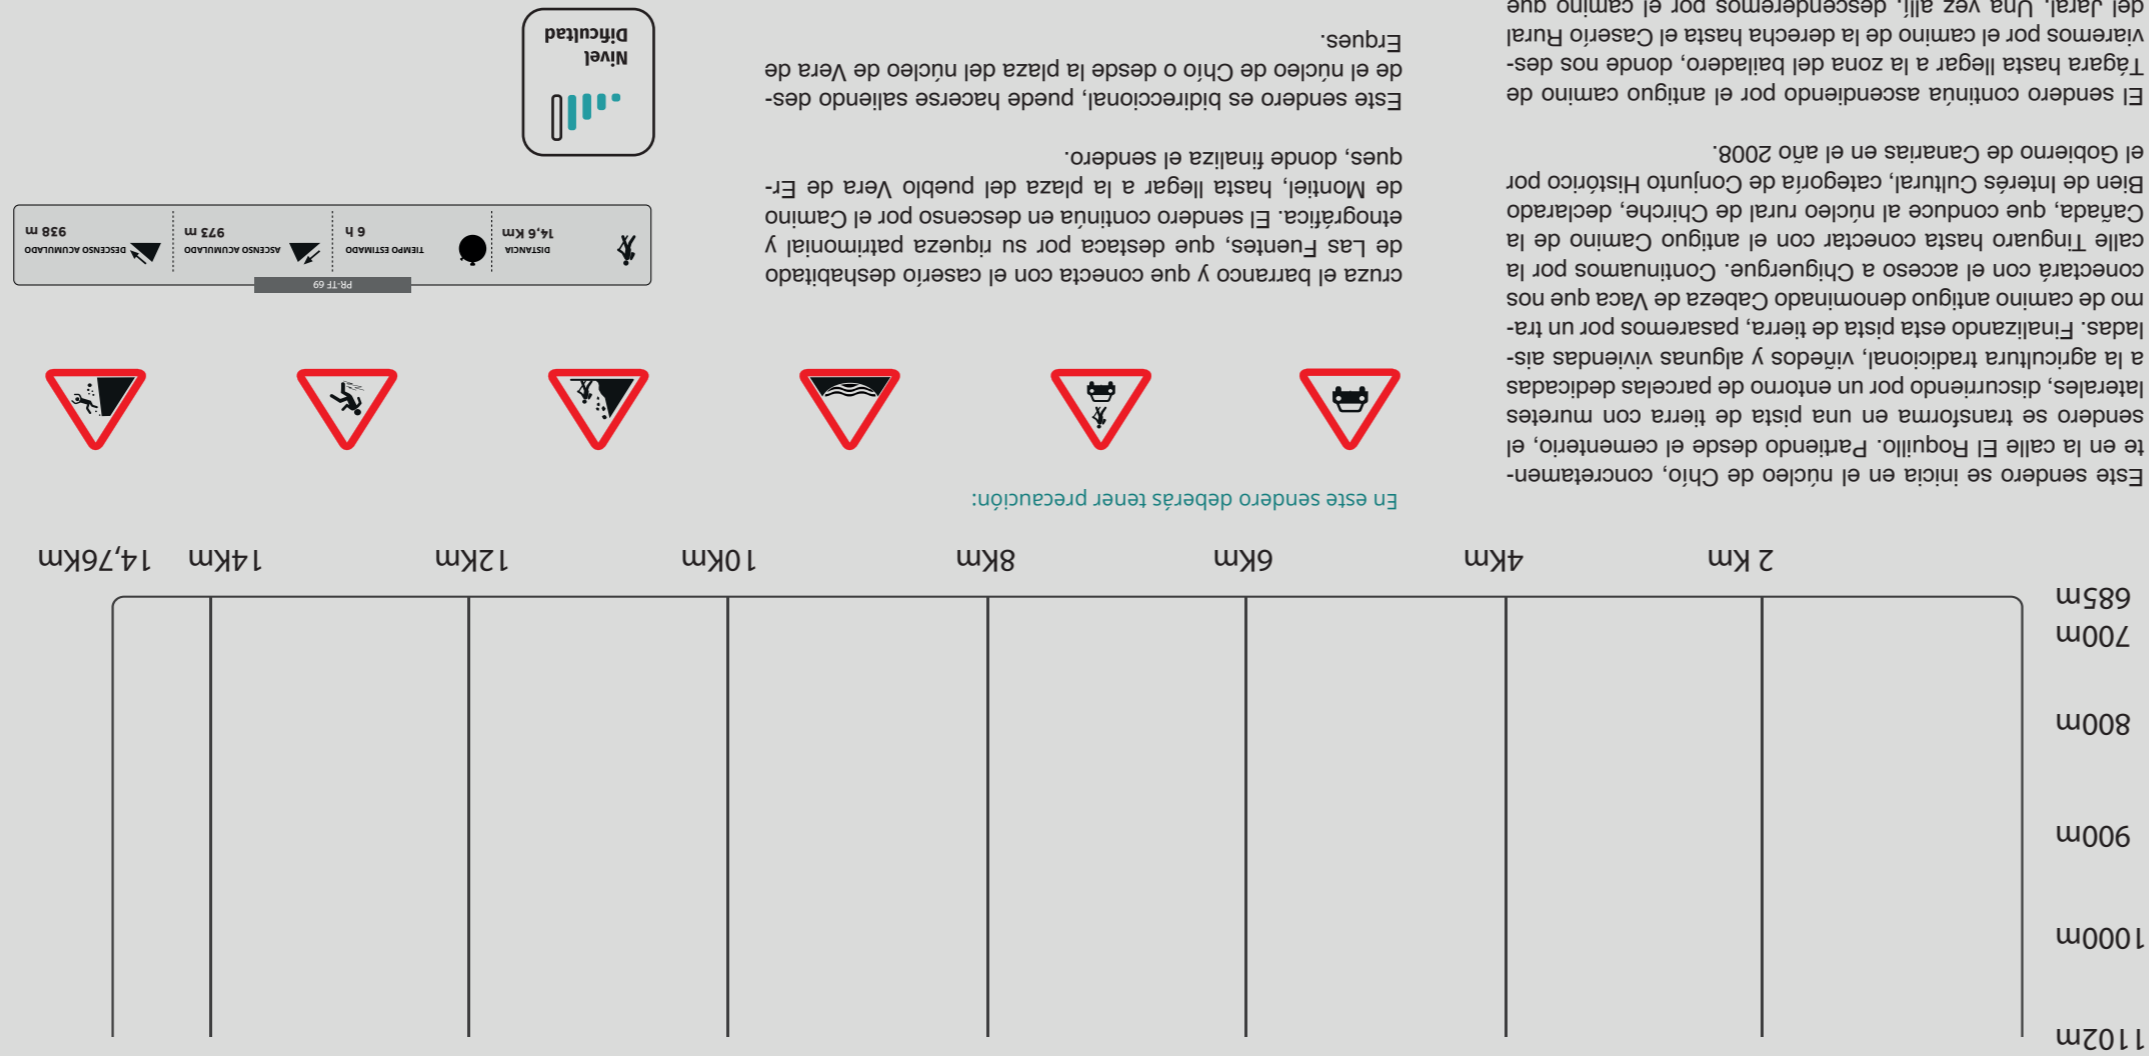 1102m
1000m
900m
800m
700m
685m
2 Km
4Km
6Km
8Km
10Km
12Km
14Km
14,76Km
Este sendero se inicia en el núcleo de Chío, concretamen-
te en la calle El Roquillo. Partiendo desde el cementerio, el
sendero se transforma en una pista de tierra con muretes
laterales, discurriendo por un entorno de parcelas dedicadas
a la agricultura tradicional, viñedos y algunas viviendas ais-
ladas. Finalizando esta pista de tierra, pasaremos por un tra-
mo de camino antiguo denominado Cabeza de Vaca que nos
conectará con el acceso a Chiguergue. Continuamos por la
calle Tinguaro hasta conectar con el antiguo Camino de la
Cañada, que conduce al núcleo rural de Chirche, declarado
Bien de Interés Cultural, categoría de Conjunto Histórico por
el Gobierno de Canarias en el año 2008.
El sendero continúa ascendiendo por el antiguo camino de
Tágara hasta llegar a la zona del bailadero, donde nos des-
viaremos por el camino de la derecha hasta el Caserío Rural
del Jaral. Una vez allí, descenderemos por el camino que
En este sendero deberás tener precaución:
cruza el barranco y que conecta con el caserío deshabitado
de Las Fuentes, que destaca por su riqueza patrimonial y
etnográfica. El sendero continúa en descenso por el Camino
de Montiel, hasta llegar a la plaza del pueblo Vera de Er-
ques, donde finaliza el sendero.
Este sendero es bidireccional, puede hacerse saliendo des-
de el núcleo de Chío o desde la plaza del núcleo de Vera de
Erques.
PR-TF 69
DISTANCIA
14,6 Km
TIEMPO ESTIMADO
6 h
ASCENSO ACUMULADO
973 m
DESCENSO ACUMULADO
938 m
Nivel
Dificultad